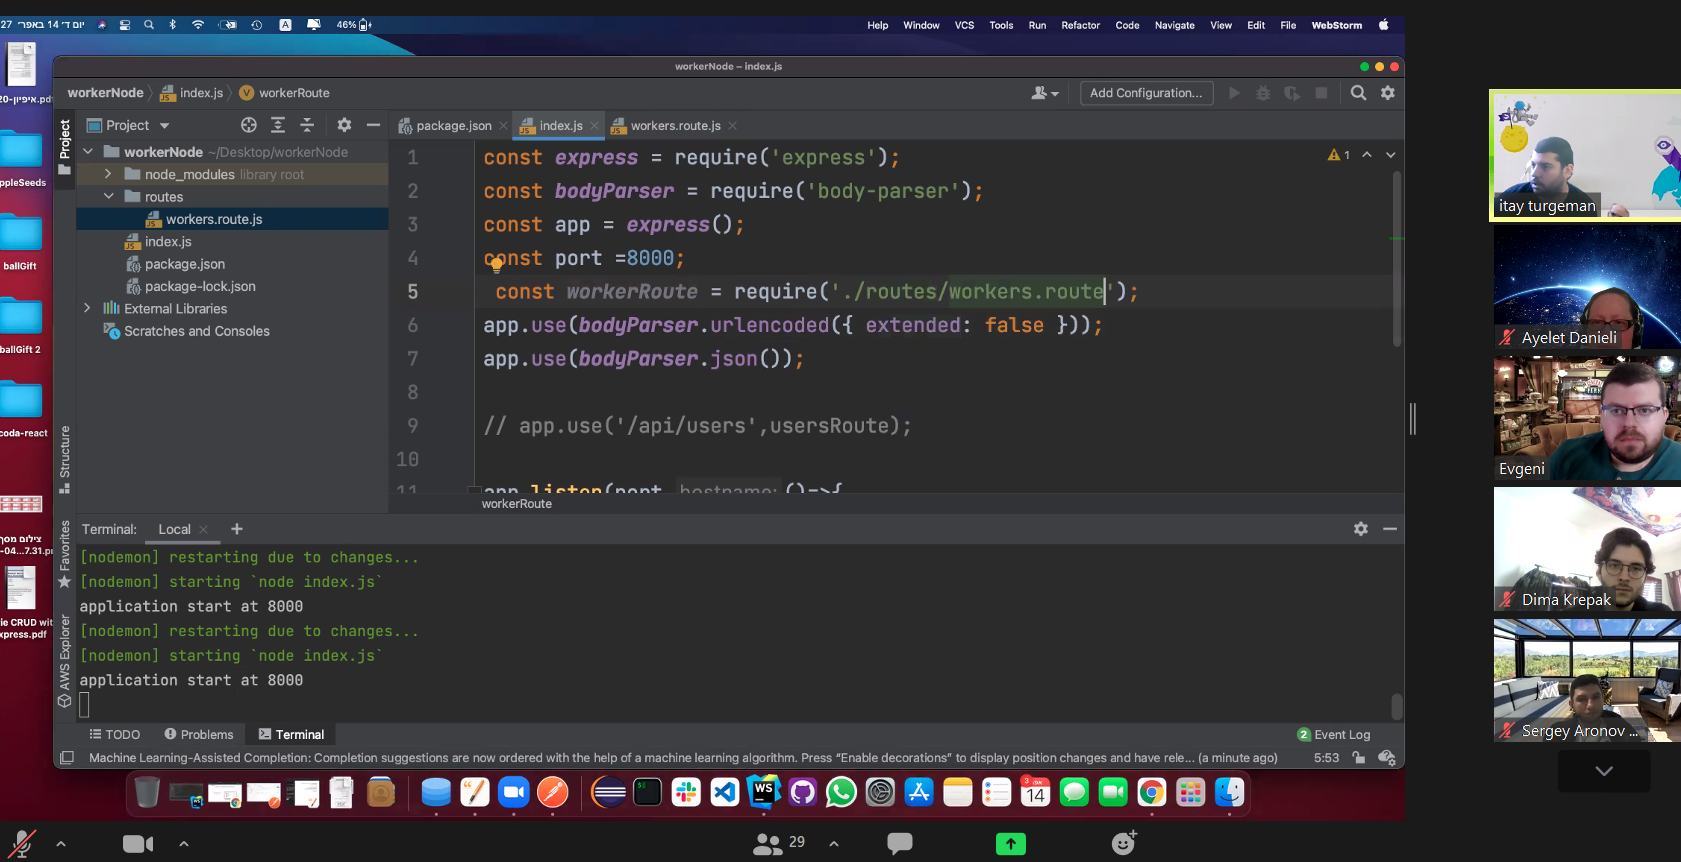 יום ד׳ 14 באפר׳ 27
46%
Help Window VCS Tools Run Refactor Code Navigate View Edit File WebStorm
workerNode – index.js
workerNode index.js workerRoute
Add Configuration...
Project
package.json index.js workers.route.js
workerNode ~/Desktop/workerNode
node_modules library root
routes
workers.route.js
index.js
package.json
package-lock.json
External Libraries
Scratches and Consoles
Project
Structure
Favorites
AWS Explorer
1 const express = require('express');
2 const bodyParser = require('body-parser');
3 const app = express();
4 const port =8000;
5 const workerRoute = require('./routes/workers.route');
6 app.use(bodyParser.urlencoded({ extended: false }));
7 app.use(bodyParser.json());
8
9 // app.use('/api/users',usersRoute);
10
11 app.listen(port hostname: ()=>{
1
workerRoute
Terminal: Local
[nodemon] restarting due to changes...
[nodemon] starting `node index.js`
application start at 8000
[nodemon] restarting due to changes...
[nodemon] starting `node index.js`
application start at 8000
TODO Problems Terminal
2 Event Log
Machine Learning-Assisted Completion: Completion suggestions are now ordered with the help of a machine learning algorithm. Press “Enable decorations” to display position changes and have rele... (a minute ago)
5:53
20-איפיון.pdf
ppleSeeds
ballGift
ballGift 2
coda-react
צילום מסך
-04...7.31.pn
ie CRUD wit
xpress.pdf
WS
14
itay turgeman
Ayelet Danieli
Evgeni
Dima Krepak
Sergey Aronov ...
29